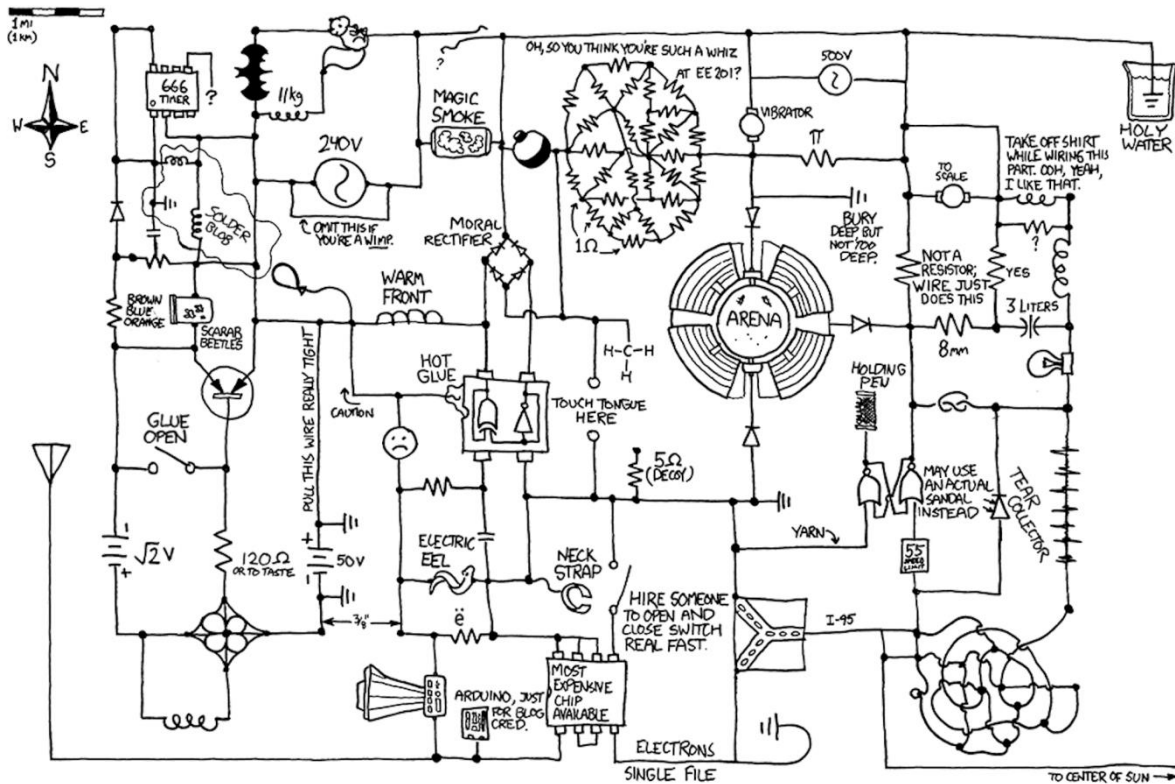 1 MI
(1 KM)
N
W E
S
666
TIMER
?
11kg
?
OH, SO YOU THINK YOU'RE SUCH A WHIZ
AT EE 201?
500V
VIBRATOR
HOLY
WATER
MAGIC
SMOKE
240V
OMIT THIS IF
YOU'RE A WIMP.
π
TO
SCALE
TAKE OFF SHIRT
WHILE WIRING THIS
PART. OOH, YEAH,
I LIKE THAT.
SOLDER
BLOB
MORAL
RECTIFIER
1Ω
BURY
DEEP BUT
NOT TOO
DEEP.
?
NOT A
RESISTOR;
WIRE JUST
DOES THIS
YES
BROWN
BLUE
ORANGE
SCARAB
BEETLES
WARM
FRONT
ARENA
3 LITERS
8mm
H-C-H
H
PULL THIS WIRE REALLY TIGHT
CAUTION
HOT
GLUE
TOUCH TONGUE
HERE
HOLDING
PEN
GLUE
OPEN
5Ω
(DECOY)
MAY USE
AN ACTUAL
SANDAL
INSTEAD
TEAR COLLECTOR
YARN
-
√2 V
+
120Ω
OR TO TASTE
+
50V
-
ELECTRIC
EEL
NECK
STRAP
55
SPEED
LIMIT
HIRE SOMEONE
TO OPEN AND
CLOSE SWITCH
REAL FAST.
3/8"
ë
I-95
ARDUINO, JUST
FOR BLOG
CRED.
MOST
EXPENSIVE
CHIP
AVAILABLE
ELECTRONS
SINGLE FILE
TO CENTER OF SUN